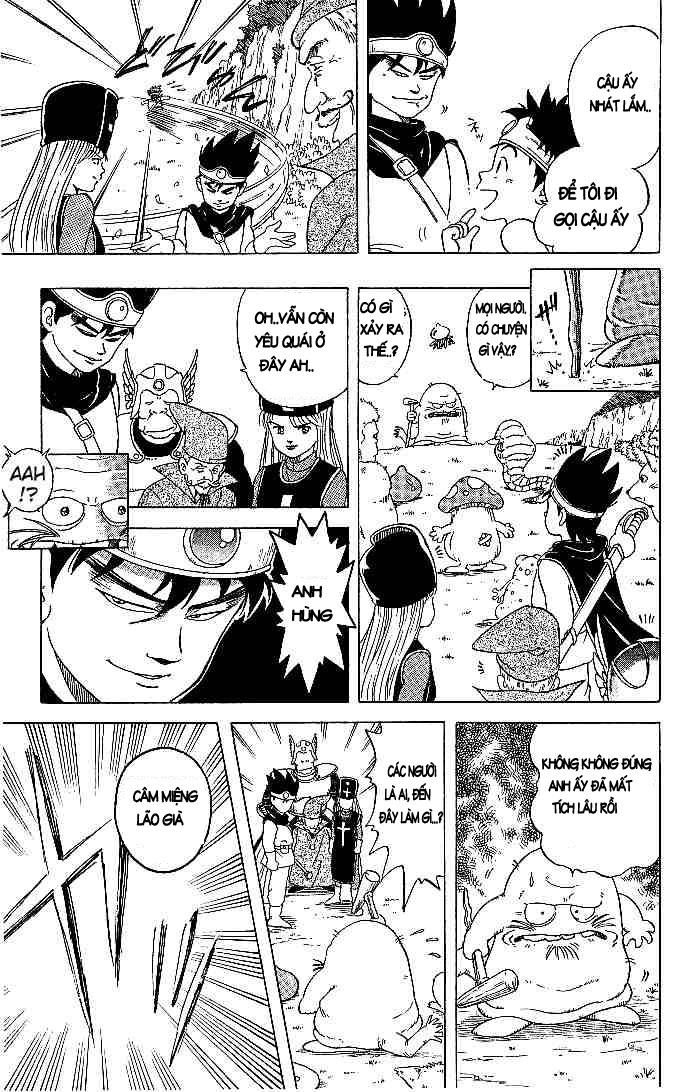 CẬU ẤY
NHÁT LẮM..
ĐỂ TÔI ĐI
GỌI CẬU ẤY
MỌI NGƯỜI.
CÓ CHUYỆN
GÌ VẬY.?
CÓ GÌ
XẢY RA
THẾ..?
OH..VẪN CÒN
YÊU QUÁI Ở
ĐÂY AH..
AAH
!?
ANH
HÙNG
KHÔNG KHÔNG ĐÚNG,
ANH ẤY ĐÃ MẤT
TÍCH LÂU RỒI
CÁC NGƯỜI
LÀ AI, ĐẾN
ĐÂY LÀM GÌ..?
CÂM MIỆNG
LÃO GIÀ